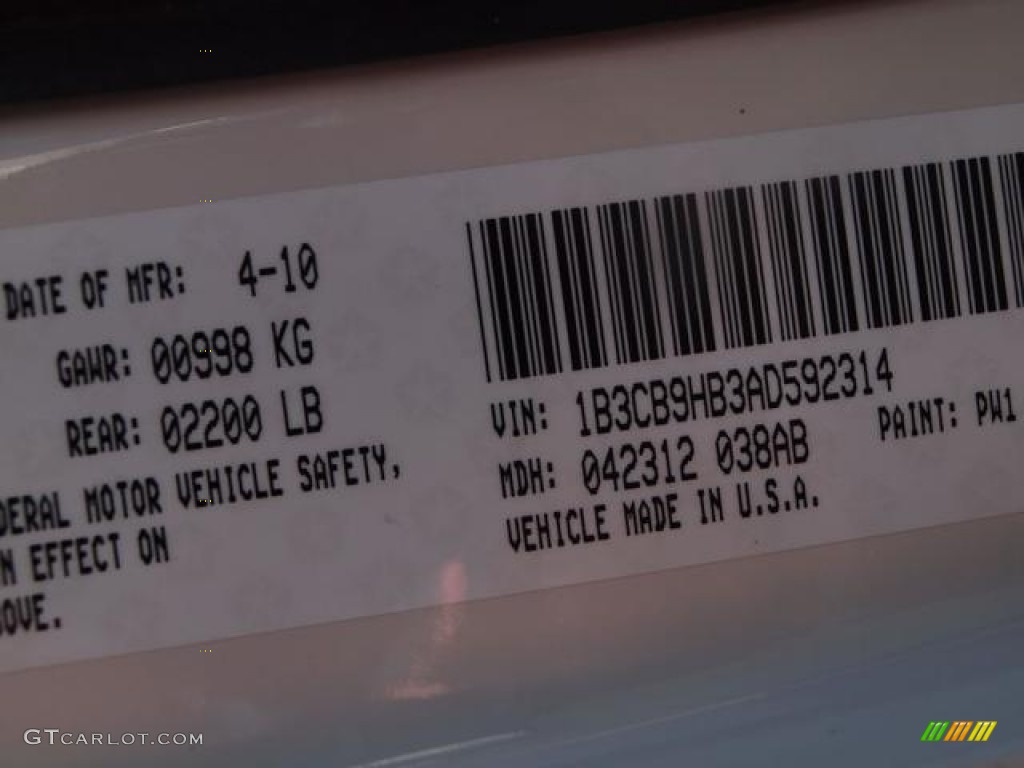 DATE OF MFR: 4-10
GAWR: 00998 KG
REAR: 02200 LB
DERAL MOTOR VEHICLE SAFETY,
N EFFECT ON
OVE.
VIN: 1B3CB9HB3AD592314
MDH: 042312 038AB PAINT: PW1
VEHICLE MADE IN U.S.A.
GTCARLOT.COM